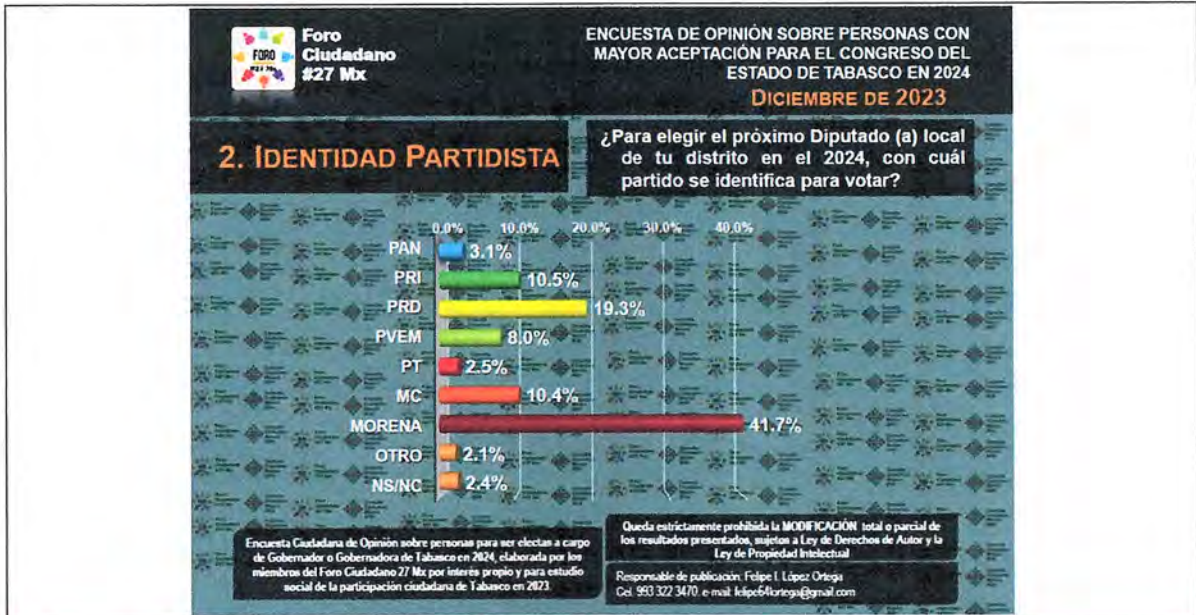 Foro
Ciudadano
#27 Mx
FORO
ENCUESTA DE OPINIÓN SOBRE PERSONAS CON
MAYOR ACEPTACIÓN PARA EL CONGRESO DEL
ESTADO DE TABASCO EN 2024
DICIEMBRE DE 2023
2. IDENTIDAD PARTIDISTA
¿Para elegir el próximo Diputado (a) local
de tu distrito en el 2024, con cuál
partido se identifica para votar?
0.0% 10.0% 20.0% 30.0% 40.0%
PAN 3.1%
PRI 10.5%
PRD 19.3%
PVEM 8.0%
PT 2.5%
MC 10.4%
MORENA 41.7%
OTRO 2.1%
NS/NC 2.4%
Encuesta Ciudadana de Opinión sobre personas para ser electas a cargo
de Gobernador o Gobernadora de Tabasco en 2024, elaborada por los
miembros del Foro Ciudadano 27 Mx por interés propio y para estudio
social de la participación ciudadana de Tabasco en 2023.
Queda estrictamente prohibida la MODIFICACIÓN total o parcial de
los resultados presentados, sujetos a Ley de Derechos de Autor y la
Ley de Propiedad Intelectual
Responsable de publicación: Felipe I. López Ortega
Cel. 993 322 3470. e-mail: felipe64lortega@gmail.com